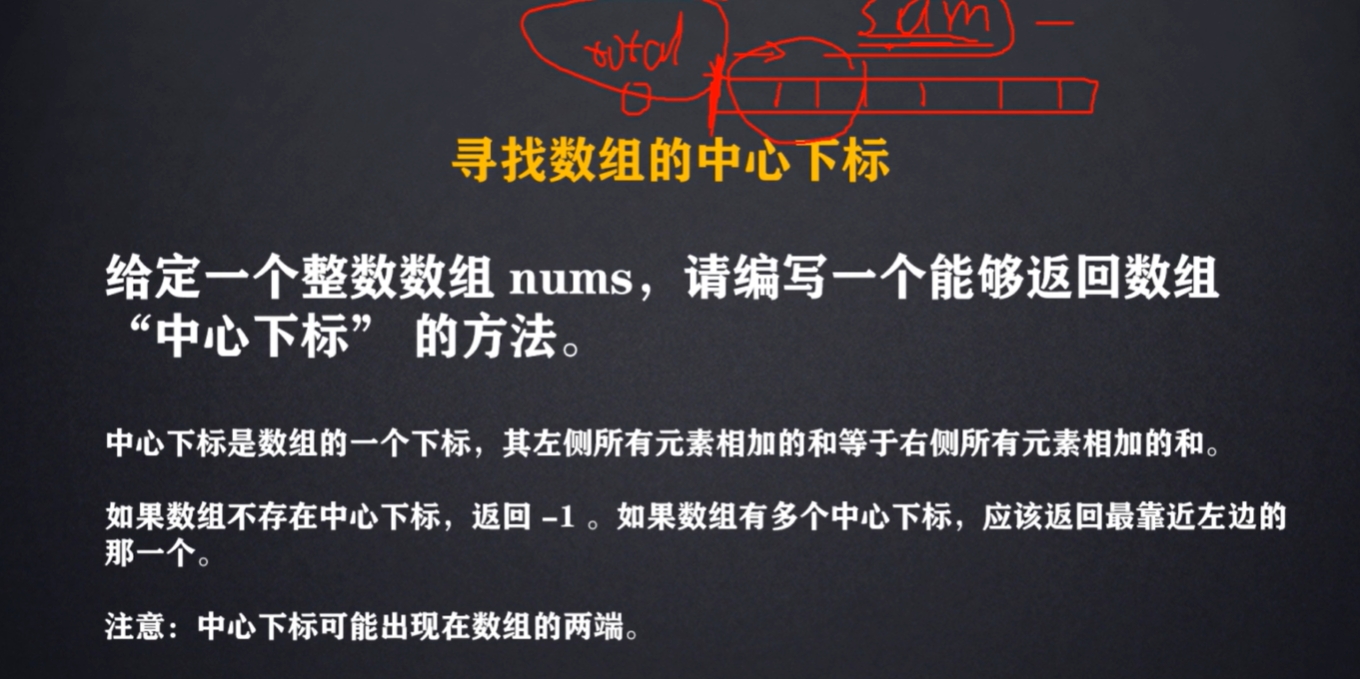 sum
total
0
寻找数组的中心下标
给定一个整数数组 nums，请编写一个能够返回数组
“中心下标” 的方法。
中心下标是数组的一个下标，其左侧所有元素相加的和等于右侧所有元素相加的和。
如果数组不存在中心下标，返回 -1 。如果数组有多个中心下标，应该返回最靠近左边的
那一个。
注意：中心下标可能出现在数组的两端。